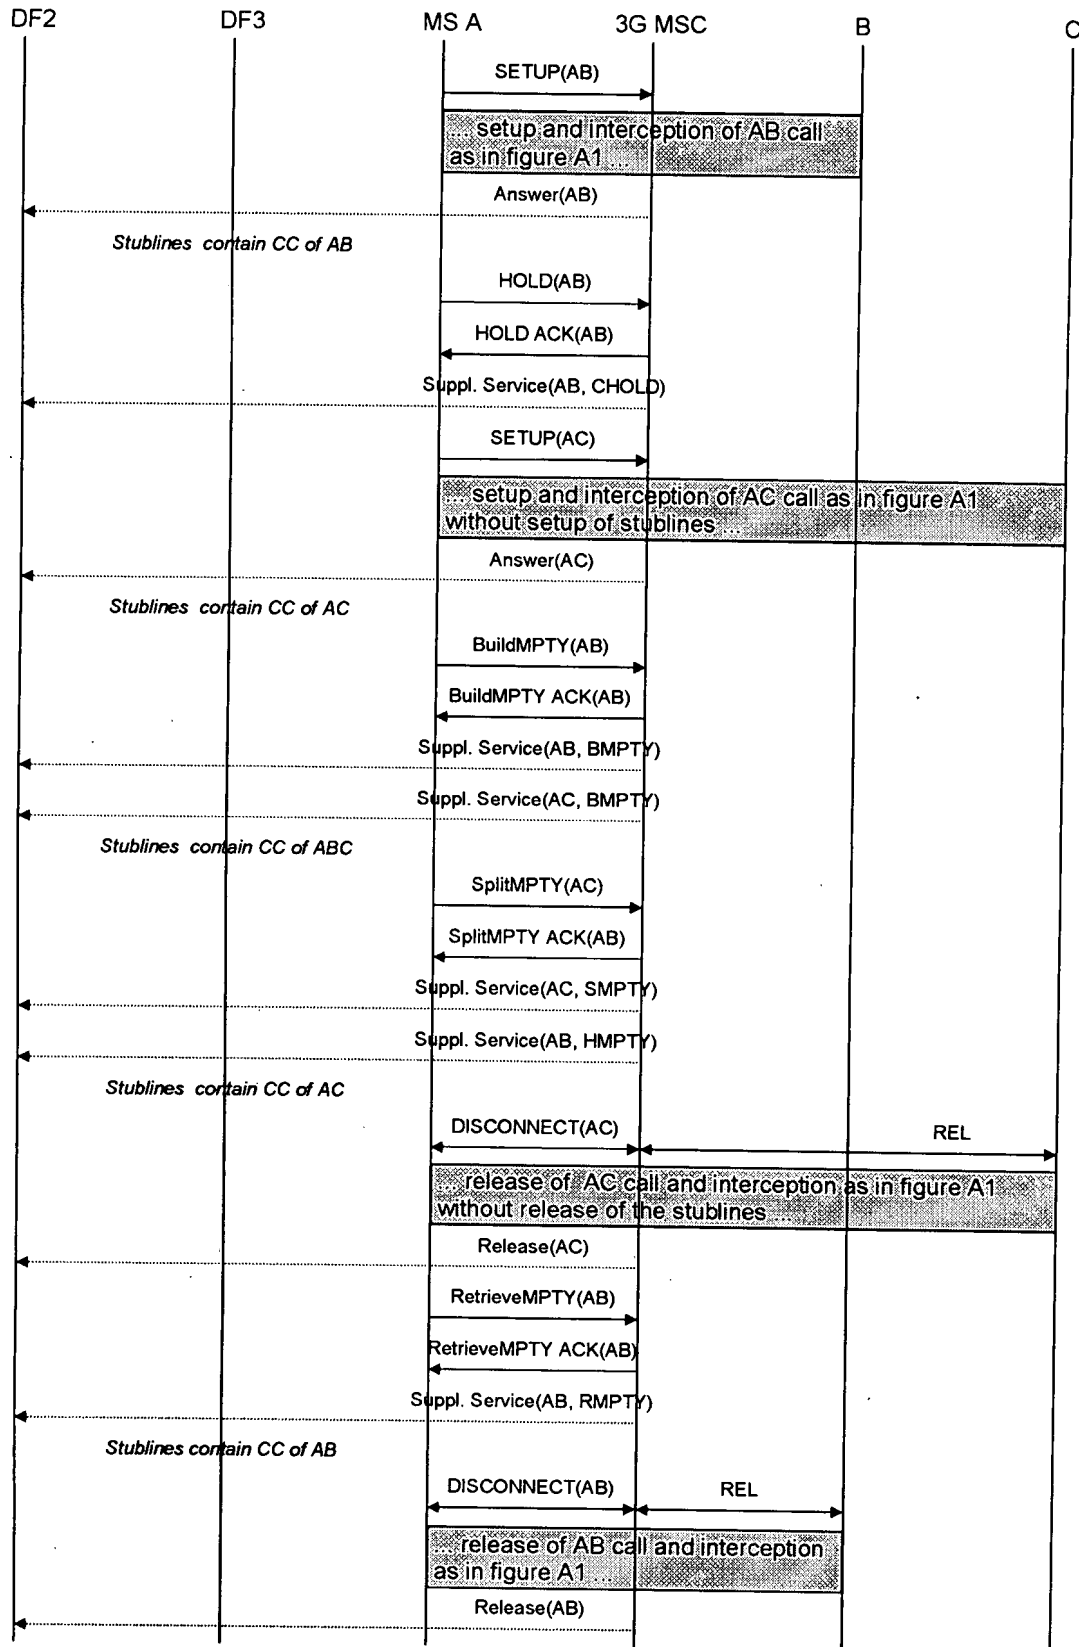 DF2 DF3 MS A 3G MSC B C
SETUP(AB)
... setup and interception of AB call
as in figure A1 ...
Answer(AB)
Stublines contain CC of AB
HOLD(AB)
HOLD ACK(AB)
Suppl. Service(AB, CHOLD)
SETUP(AC)
... setup and interception of AC call as in figure A1
without setup of stublines ...
Answer(AC)
Stublines contain CC of AC
BuildMPTY(AB)
BuildMPTY ACK(AB)
Suppl. Service(AB, BMPTY)
Suppl. Service(AC, BMPTY)
Stublines contain CC of ABC
SplitMPTY(AC)
SplitMPTY ACK(AB)
Suppl. Service(AC, SMPTY)
Suppl. Service(AB, HMPTY)
Stublines contain CC of AC
DISCONNECT(AC) REL
... release of AC call and interception as in figure A1
without release of the stublines ...
Release(AC)
RetrieveMPTY(AB)
RetrieveMPTY ACK(AB)
Suppl. Service(AB, RMPTY)
Stublines contain CC of AB
DISCONNECT(AB) REL
... release of AB call and interception
as in figure A1 ...
Release(AB)